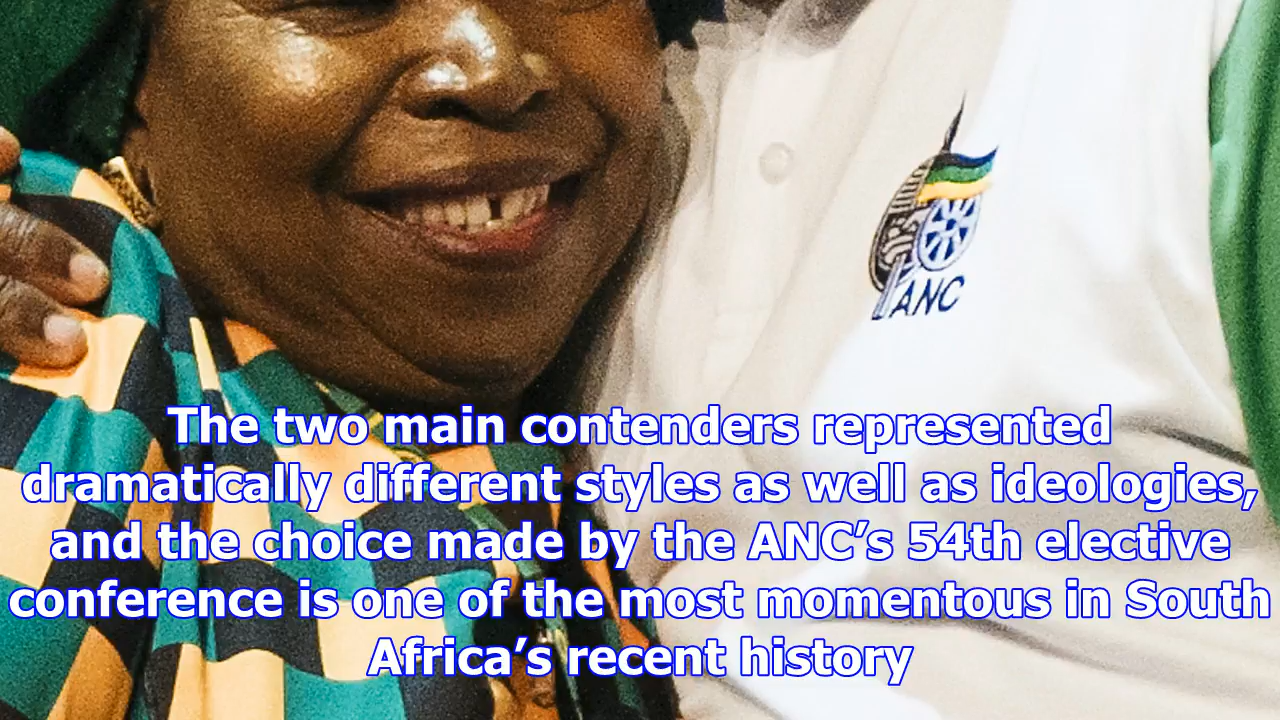 ANC
The two main contenders represented
dramatically different styles as well as ideologies,
and the choice made by the ANC’s 54th elective
conference is one of the most momentous in South
Africa’s recent history